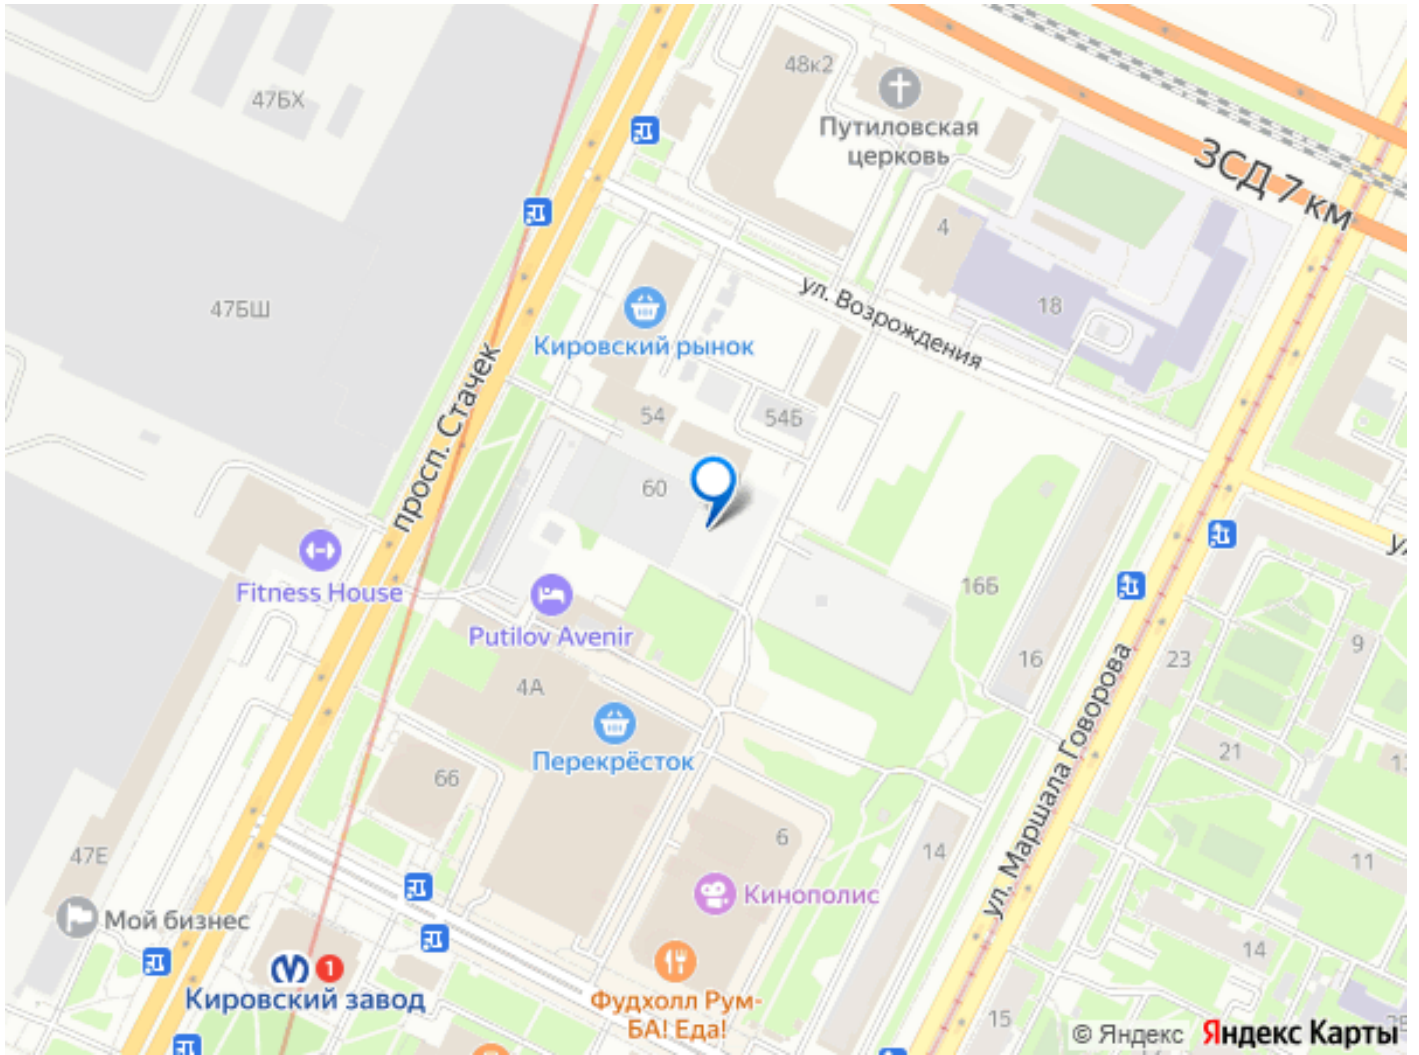 48к2
47БХ
Путиловская
церковь
ЗСД 7 км
4
47БШ
18
ул. Возрождения
Кировский рынок
просп. Стачек
54
54Б
60
Fitness House
16Б
Putilov Avenir
16
23
9
4А
ул. Маршала Говорова
Перекрёсток
21
66
6
14
47Е
11
Кинополис
Мой бизнес
14
1
Кировский завод
Фудхолл Рум-
БА! Еда!
15
© Яндекс Яндекс Карты